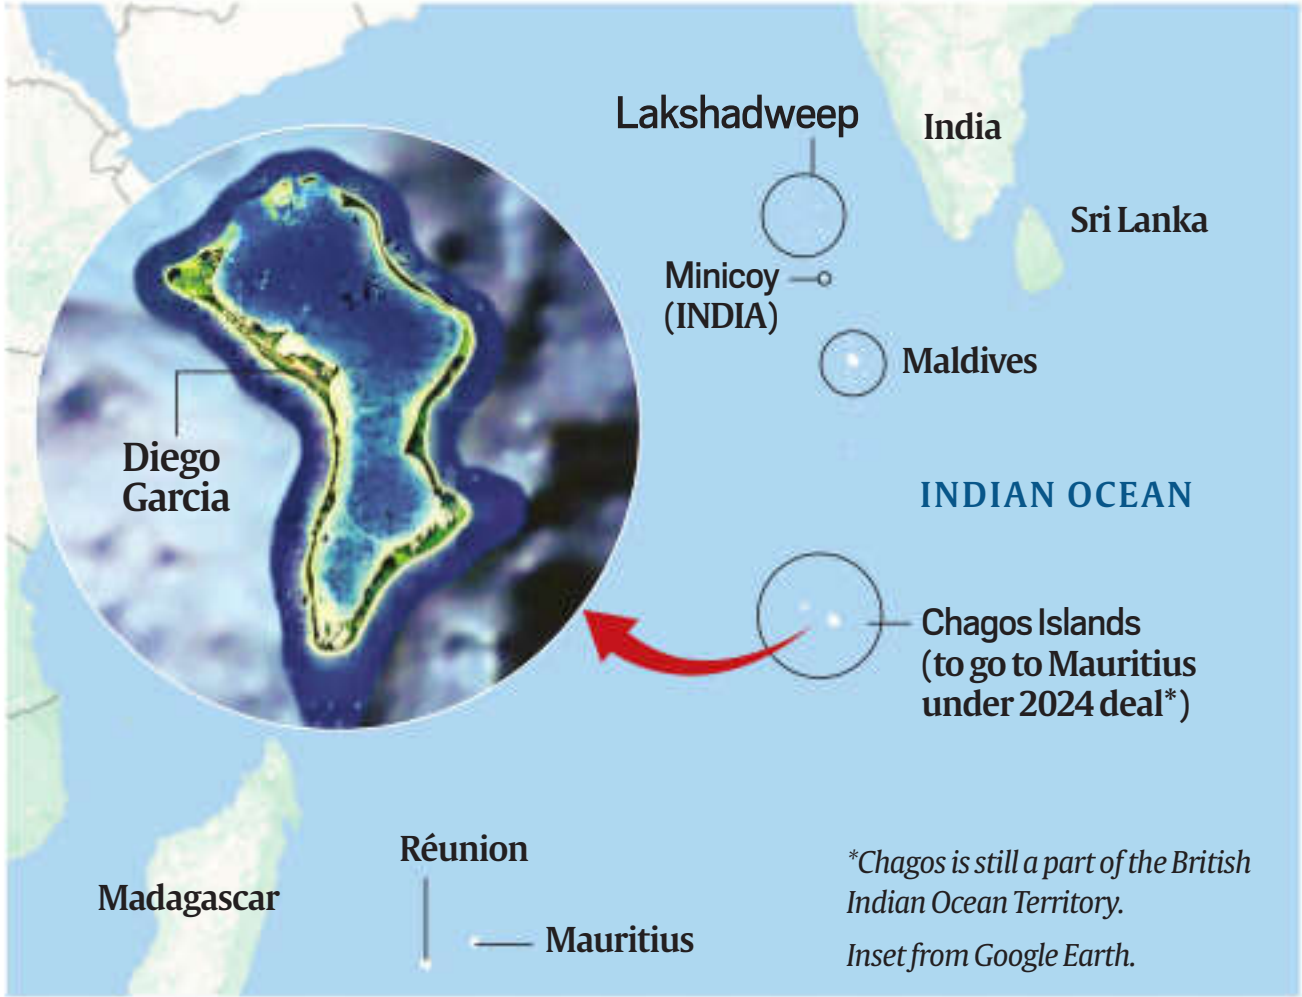 Lakshadweep
India
Sri Lanka
Minicoy
(INDIA)
Maldives
Diego
Garcia
INDIAN OCEAN
Chagos Islands
(to go to Mauritius
under 2024 deal*)
Réunion
Madagascar
Mauritius
*Chagos is still a part of the British
Indian Ocean Territory.
Inset from Google Earth.